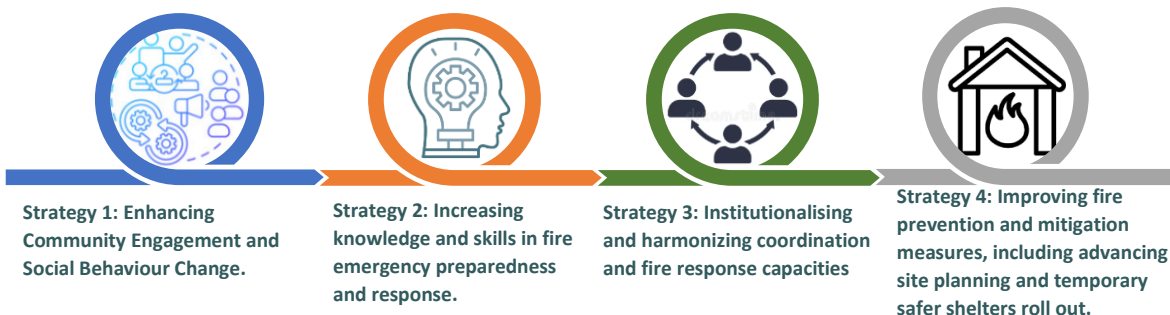 Strategy 1: Enhancing
Community Engagement and
Social Behaviour Change.
Strategy 2: Increasing
knowledge and skills in fire
emergency preparedness
and response.
Strategy 3: Institutionalising
and harmonizing coordination
and fire response capacities
Strategy 4: Improving fire
prevention and mitigation
measures, including advancing
site planning and temporary
safer shelters roll out.